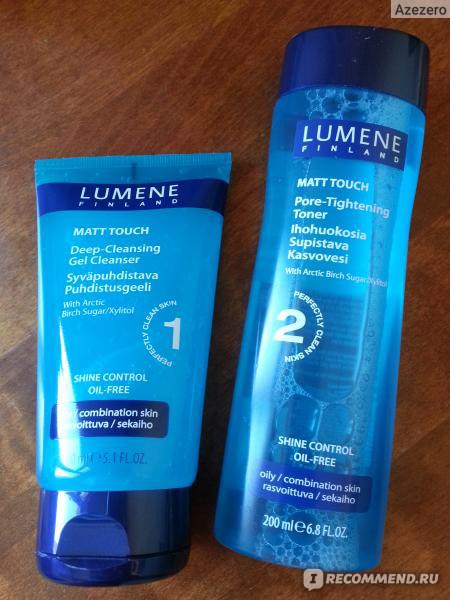 Azezero
LUMENE
FINLAND
MATT TOUCH
Deep-Cleansing
Gel Cleanser
Syväpuhdistava
Puhdistusgeeli
With Arctic
Birch Sugar/Xylitol
PERFECTLY CLEAN SKIN
1
SHINE CONTROL
OIL-FREE
/ combination skin
rasvoittuva / sekaiho
5.1 FL.OZ.
LUMENE
FINLAND
MATT TOUCH
Pore-Tightening
Toner
Ihohuokosia
Supistava
Kasvovesi
With Arctic Birch Sugar/Xylitol
PERFECTLY CLEAN SKIN
2
SHINE CONTROL
OIL-FREE
oily / combination skin
rasvoittuva / sekaiho
200 ml e 6.8 FL.OZ.
IRECOMMEND.RU